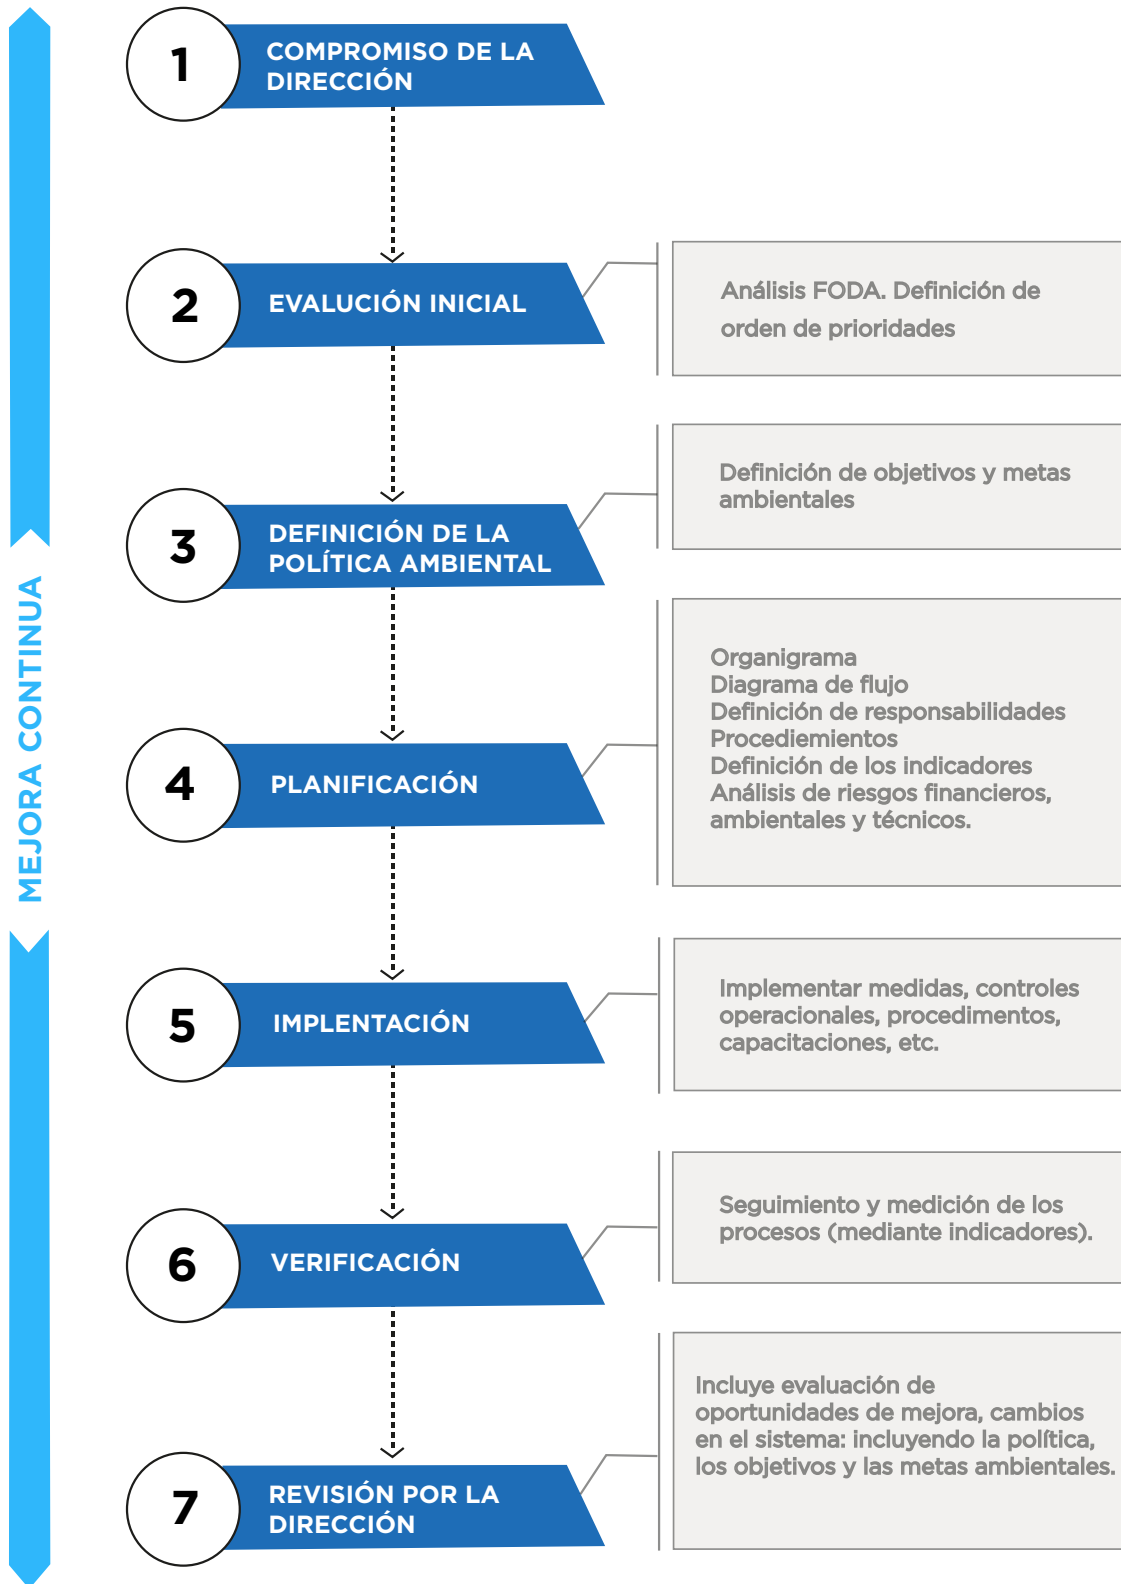 MEJORA CONTINUA
1
COMPROMISO DE LA
DIRECCIÓN
2
EVALUCIÓN INICIAL
Análisis FODA. Definición de
orden de prioridades
3
DEFINICIÓN DE LA
POLÍTICA AMBIENTAL
Definición de objetivos y metas
ambientales
4
PLANIFICACIÓN
Organigrama
Diagrama de flujo
Definición de responsabilidades
Procediemientos
Definición de los indicadores
Análisis de riesgos financieros,
ambientales y técnicos.
5
IMPLENTACIÓN
Implementar medidas, controles
operacionales, procedimentos,
capacitaciones, etc.
6
VERIFICACIÓN
Seguimiento y medición de los
procesos (mediante indicadores).
7
REVISIÓN POR LA
DIRECCIÓN
Incluye evaluación de
oportunidades de mejora, cambios
en el sistema: incluyendo la política,
los objetivos y las metas ambientales.